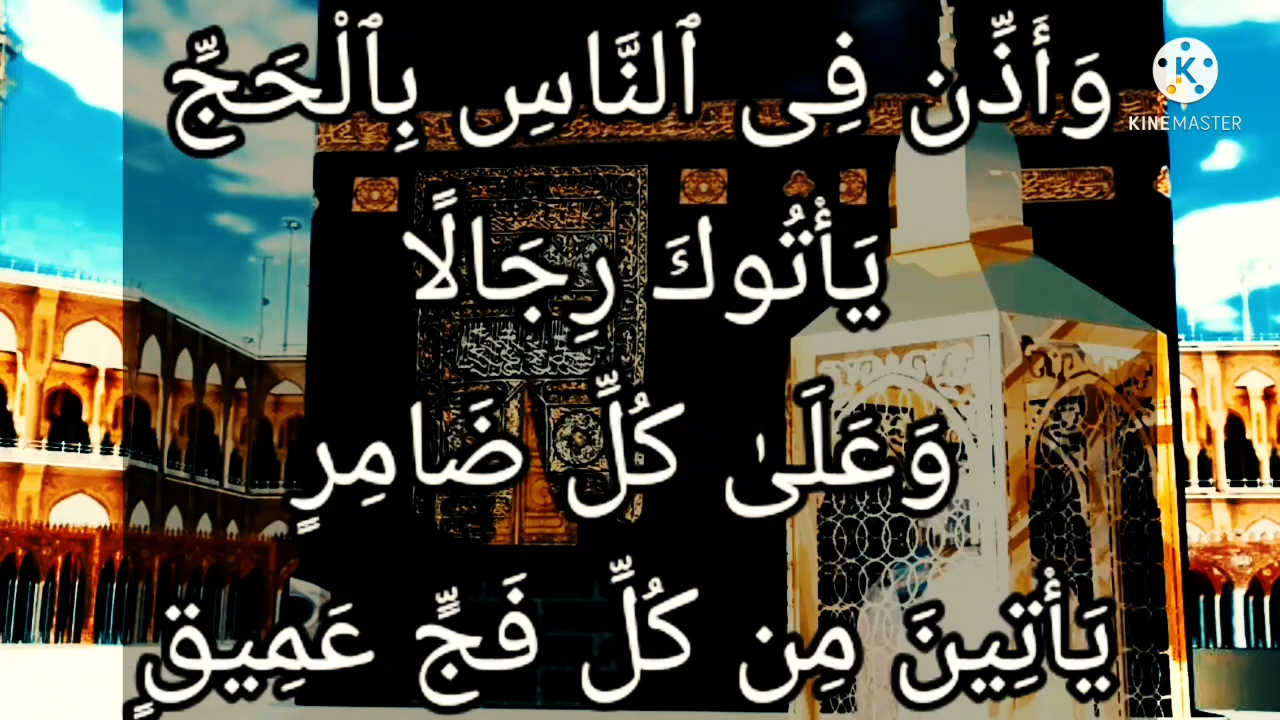 وَأَذِّن فِى ٱلنَّاسِ بِٱلْحَجِّ
KINEMASTER
يَأْتُوكَ رِجَالًا
وَعَلَىٰ كُلِّ ضَامِرٍ
يَأْتِينَ مِن كُلِّ فَجٍّ عَمِيقٍ